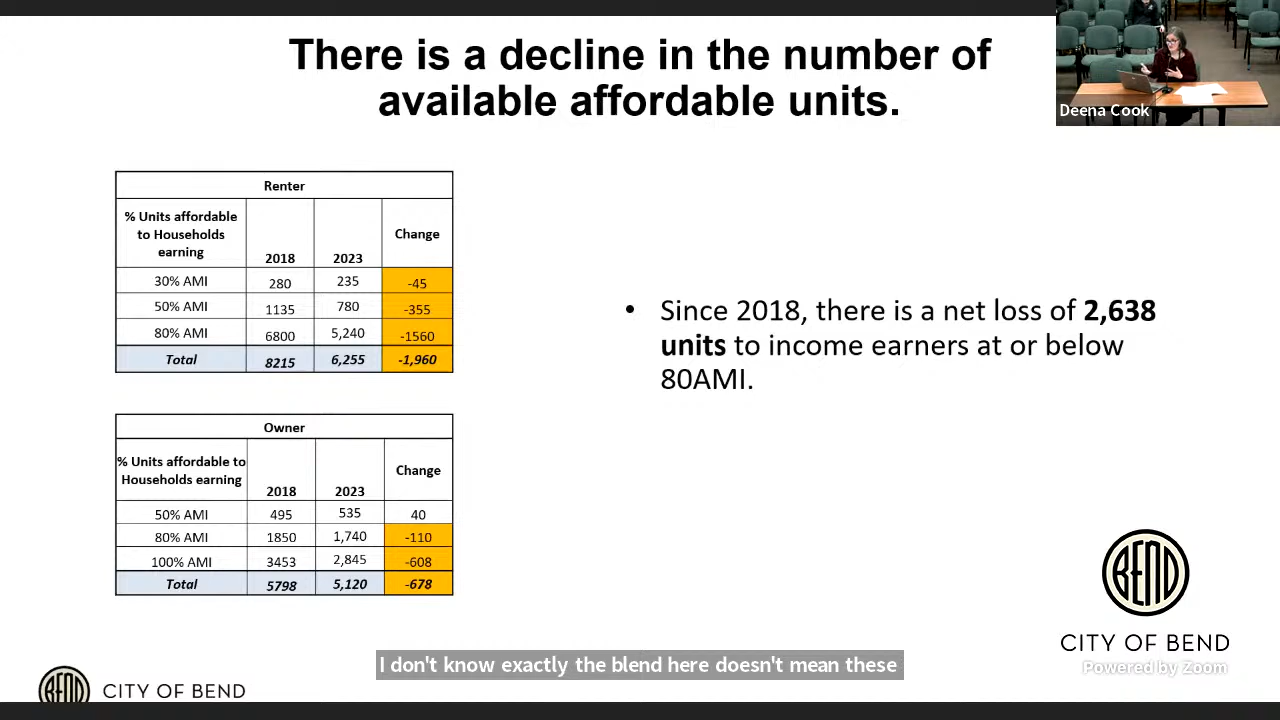 There is a decline in the number of
available affordable units.
Deena Cook
Renter
% Units affordable
to Households
earning
2018
2023
Change
30% AMI 280 235 -45
50% AMI 1135 780 -355
80% AMI 6800 5,240 -1560
Total 8215 6,255 -1,960
Owner
% Units affordable to
Households earning
2018
2023
Change
50% AMI 495 535 40
80% AMI 1850 1,740 -110
100% AMI 3453 2,845 -608
Total 5798 5,120 -678
• Since 2018, there is a net loss of 2,638
units to income earners at or below
80AMI.
BEND
CITY OF BEND
Powered by Zoom
I don't know exactly the blend here doesn't mean these
BEND
CITY OF BEND